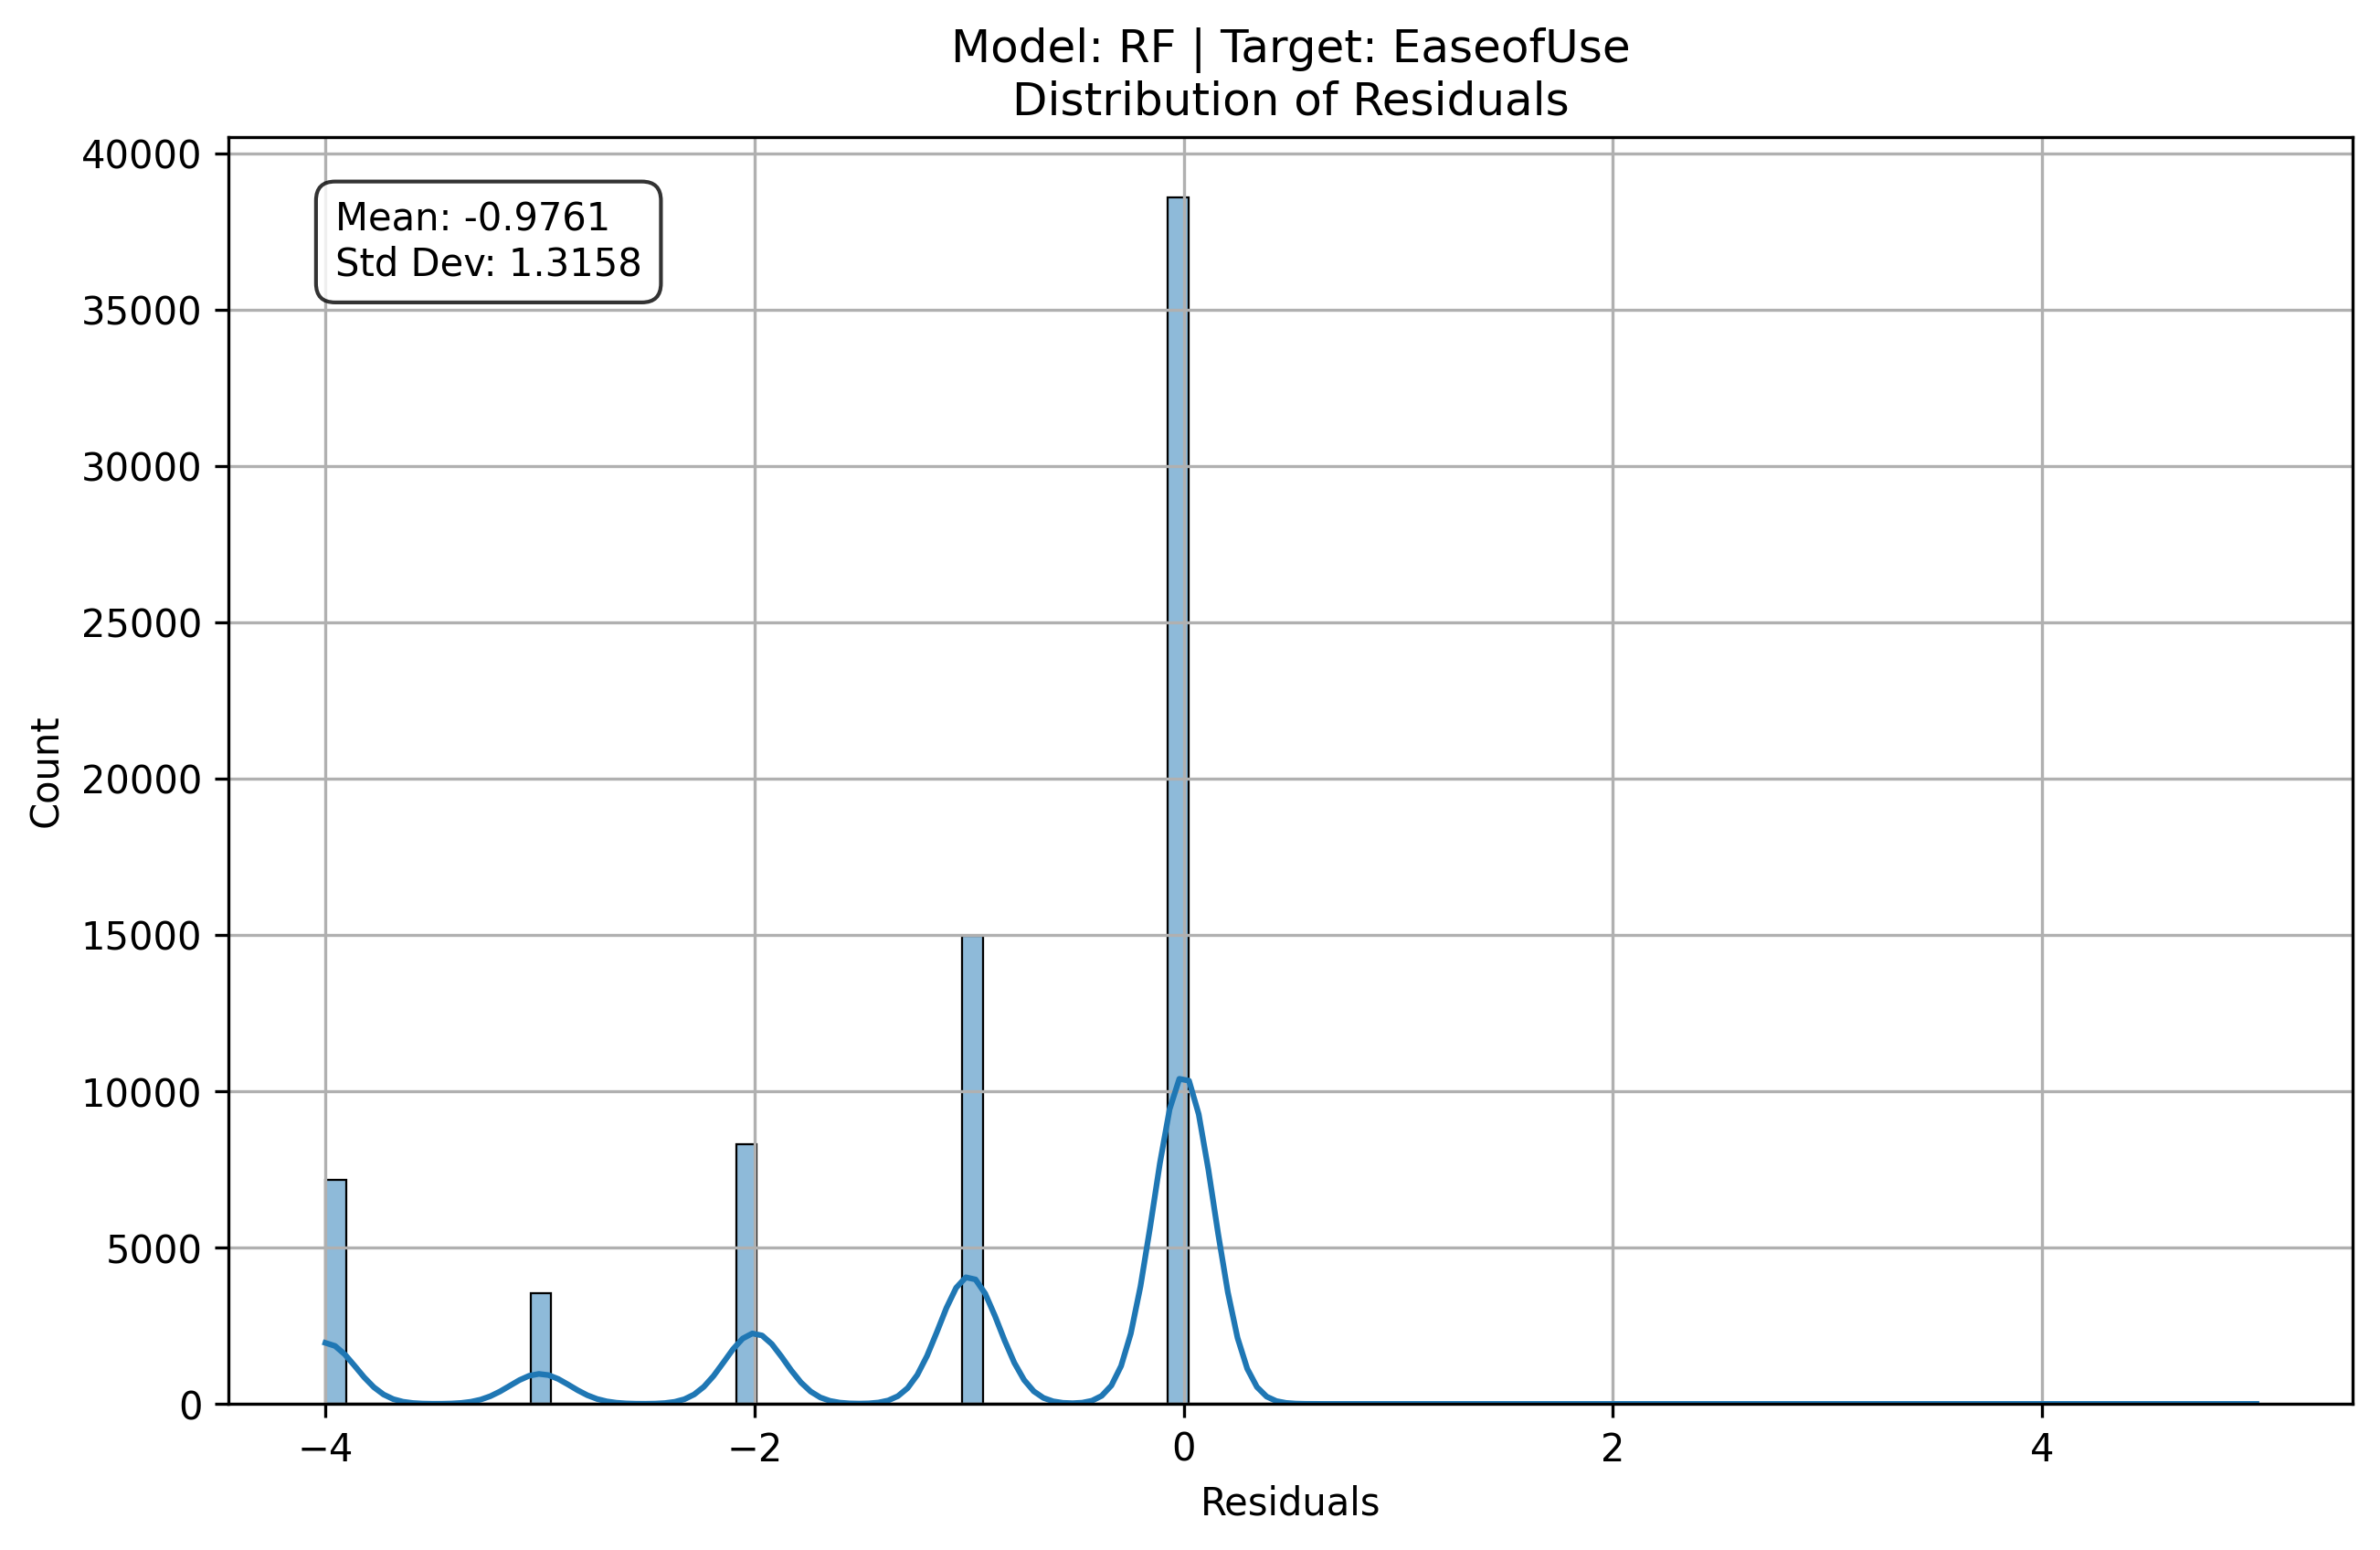 Model: RF | Target: EaseofUse
Distribution of Residuals
Mean: -0.9761
Std Dev: 1.3158
Count
40000
35000
30000
25000
20000
15000
10000
5000
0
−4
−2
0
2
4
Residuals